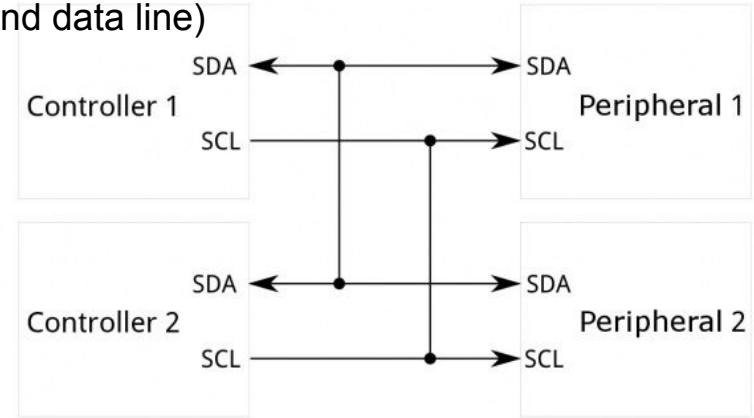 nd data line)
SDA
SDA
Controller 1
Peripheral 1
SCL
SCL
SDA
SDA
Controller 2
Peripheral 2
SCL
SCL